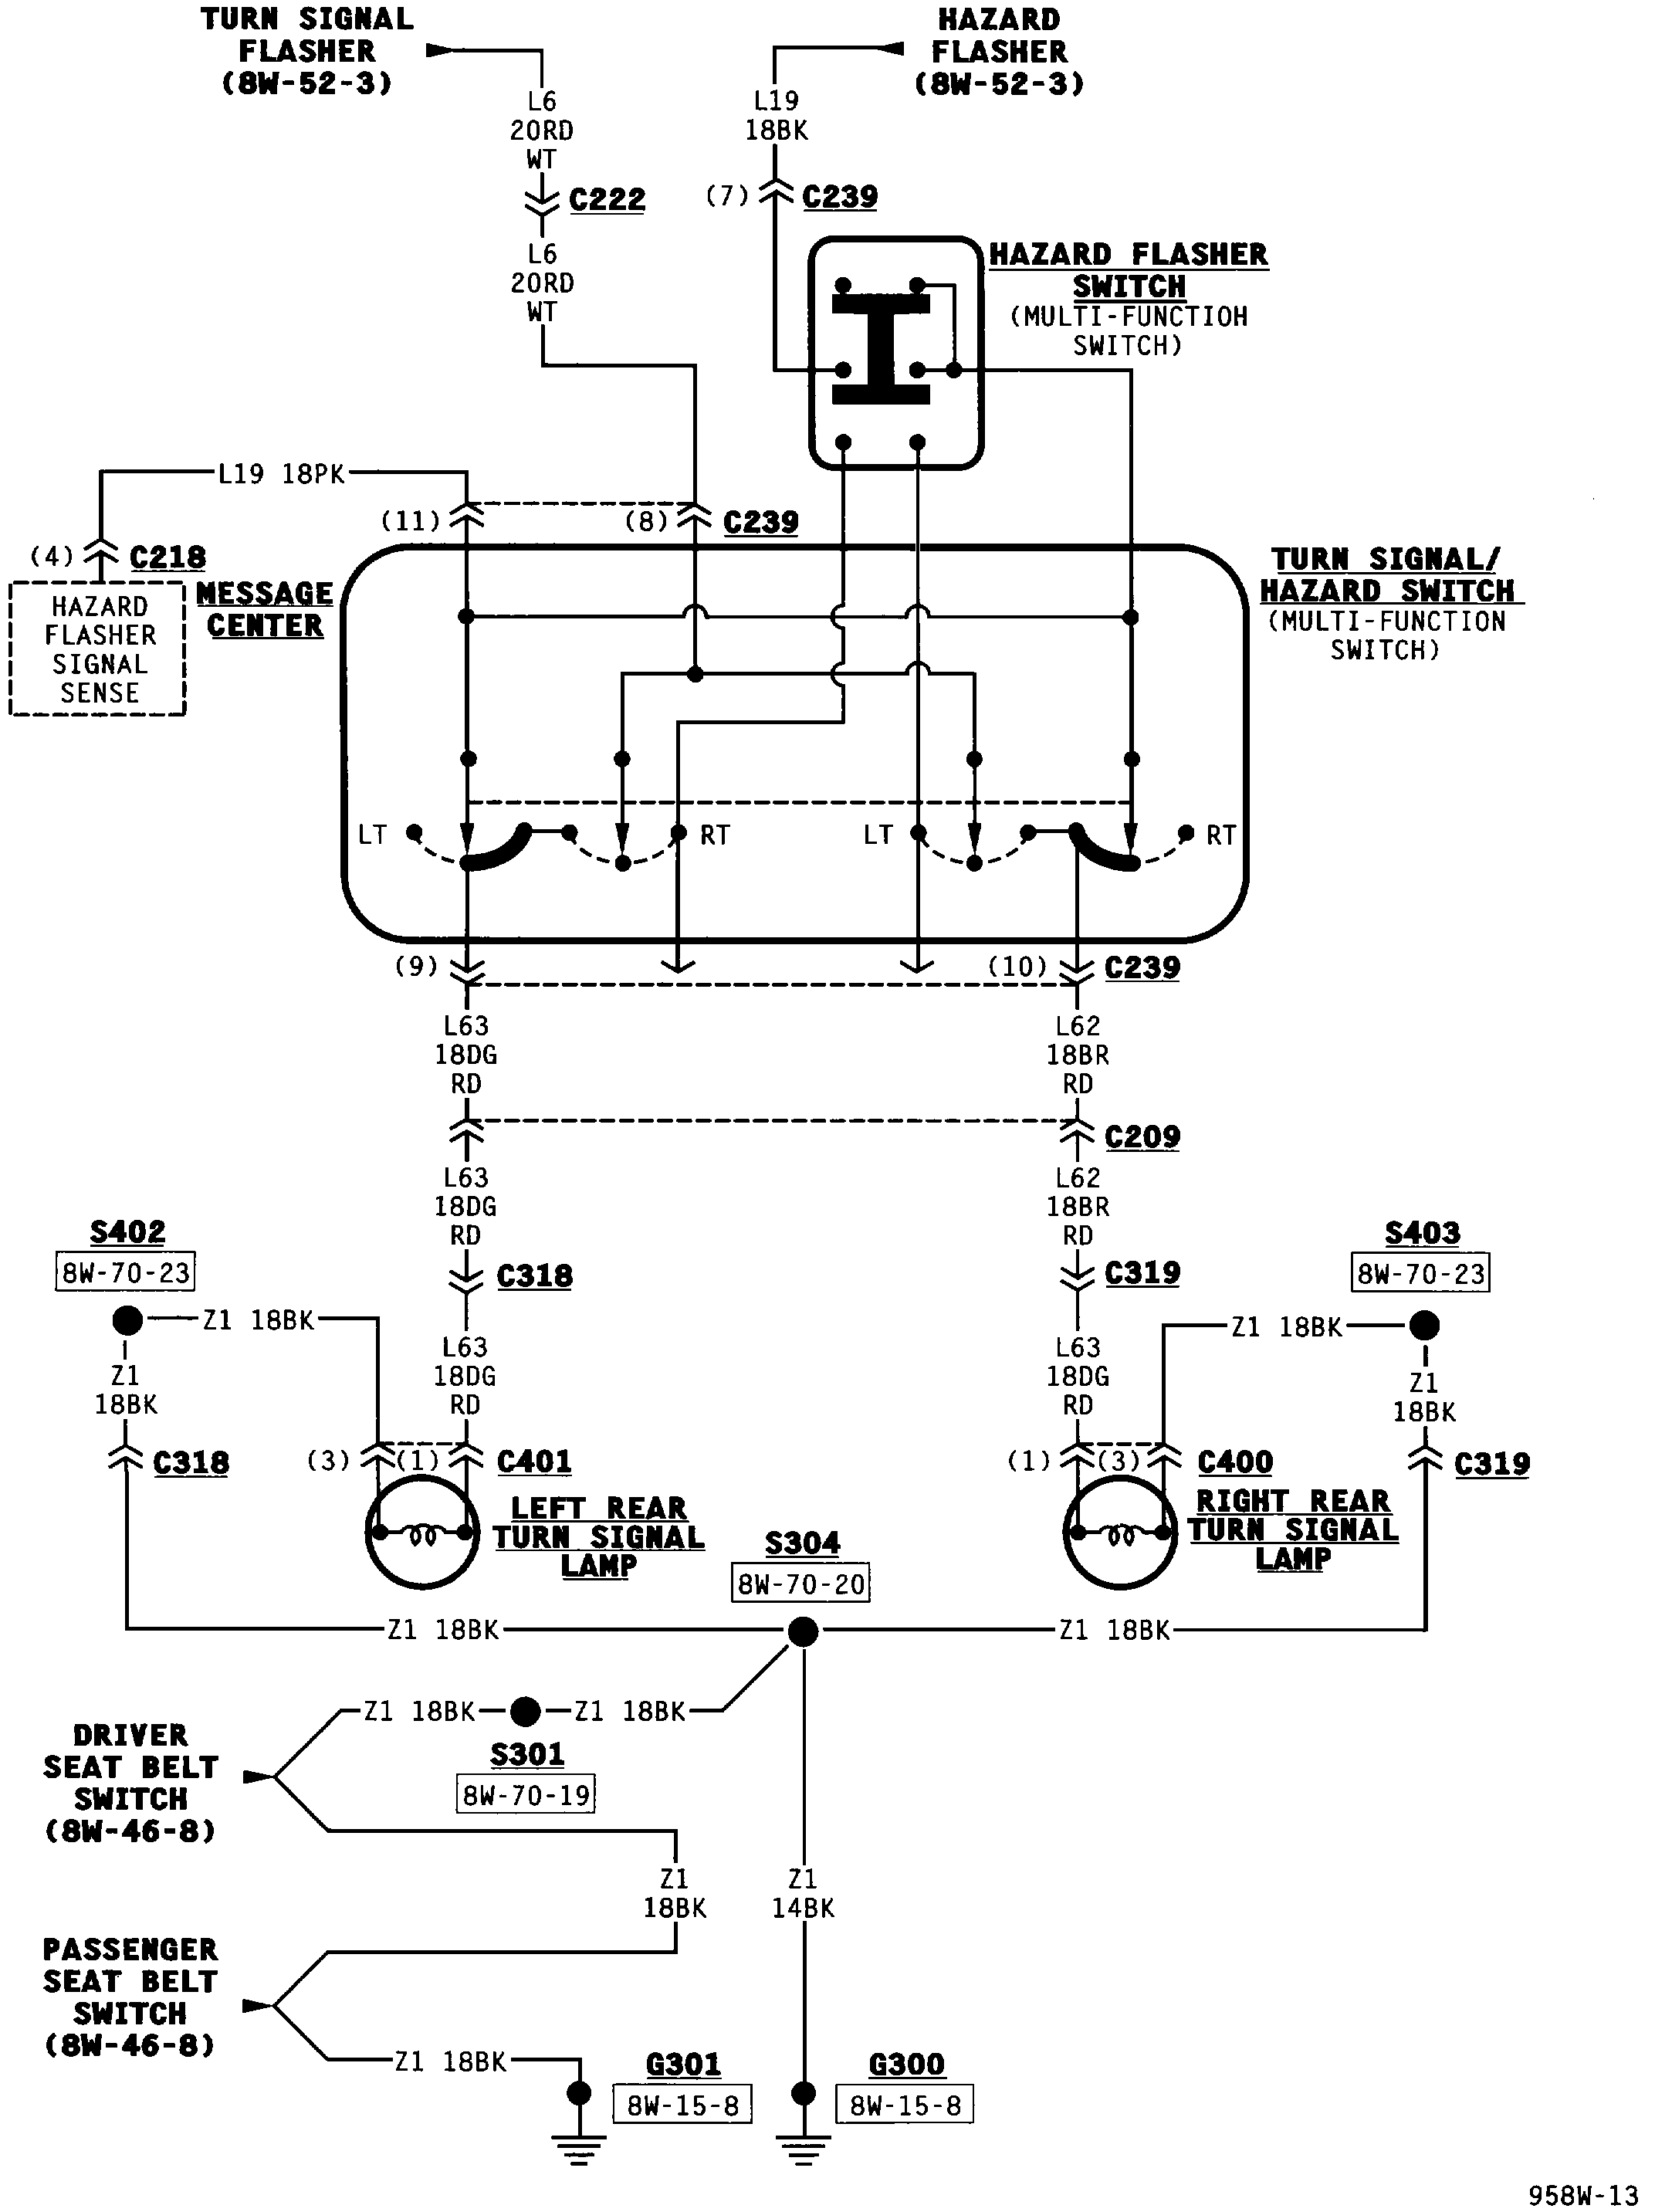 TURN SIGNAL
FLASHER
(8W-52-3)
HAZARD
FLASHER
(8W-52-3)
L6
20RD
WT
L19
18BK
C222
(7)
C239
L6
20RD
WT
HAZARD FLASHER
SWITCH
(MULTI-FUNCTIOH
SWITCH)
L19 18PK
(11)
(8)
C239
(4)
C218
HAZARD
FLASHER
SIGNAL
SENSE
MESSAGE
CENTER
TURN SIGNAL/
HAZARD SWITCH
(MULTI-FUNCTION
SWITCH)
LT
RT
LT
RT
(9)
(10)
C239
L63
18DG
RD
L62
18BR
RD
C209
L63
18DG
RD
L62
18BR
RD
S402
8W-70-23
S403
8W-70-23
C318
C319
Z1 18BK
Z1 18BK
L63
18DG
RD
L63
18DG
RD
Z1
18BK
Z1
18BK
C318
(3)
(1)
C401
(1)
(3)
C400
C319
LEFT REAR
TURN SIGNAL
LAMP
RIGHT REAR
TURN SIGNAL
LAMP
S304
8W-70-20
Z1 18BK
Z1 18BK
Z1 18BK
Z1 18BK
S301
8W-70-19
DRIVER
SEAT BELT
SWITCH
(8W-46-8)
Z1
18BK
Z1
14BK
PASSENGER
SEAT BELT
SWITCH
(8W-46-8)
Z1 18BK
G301
8W-15-8
G300
8W-15-8
958W-13